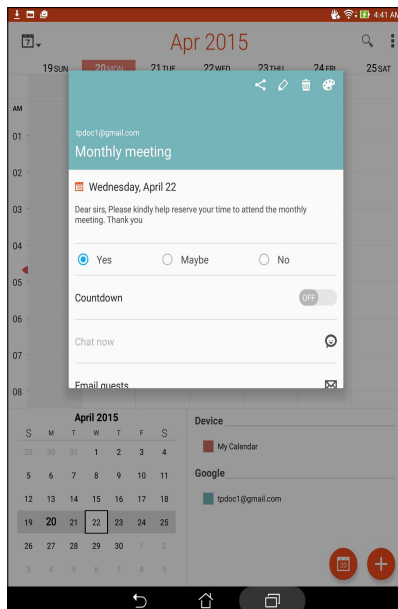 4:41 AM
7
Apr 2015
19 SUN 20 MON 21 TUE 22 WED 23 THU 24 FRI 25 SAT
AM
01
02
03
04
05
06
07
08
tpdoc1@gmail.com
Monthly meeting
Wednesday, April 22
Dear sirs, Please kindly help reserve your time to attend the monthly
meeting. Thank you
Yes Maybe No
Countdown OFF
Chat now
Email guests
April 2015
S M T W T F S
29 30 31 1 2 3 4
5 6 7 8 9 10 11
12 13 14 15 16 17 18
19 20 21 22 23 24 25
26 27 28 29 30 1 2
3 4 5 6 7 8 9
Device
My Calendar
Google
tpdoc1@gmail.com
20